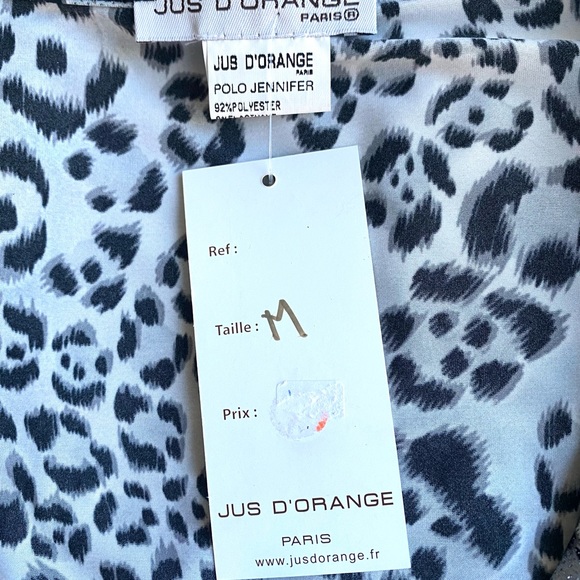 JUS D'ORANGE
PARIS®
JUS D'ORANGE
PARIS
POLO JENNIFER
92%POLYESTER
Ref :
Taille : M
Prix :
JUS D'ORANGE
PARIS
www.jusdorange.fr